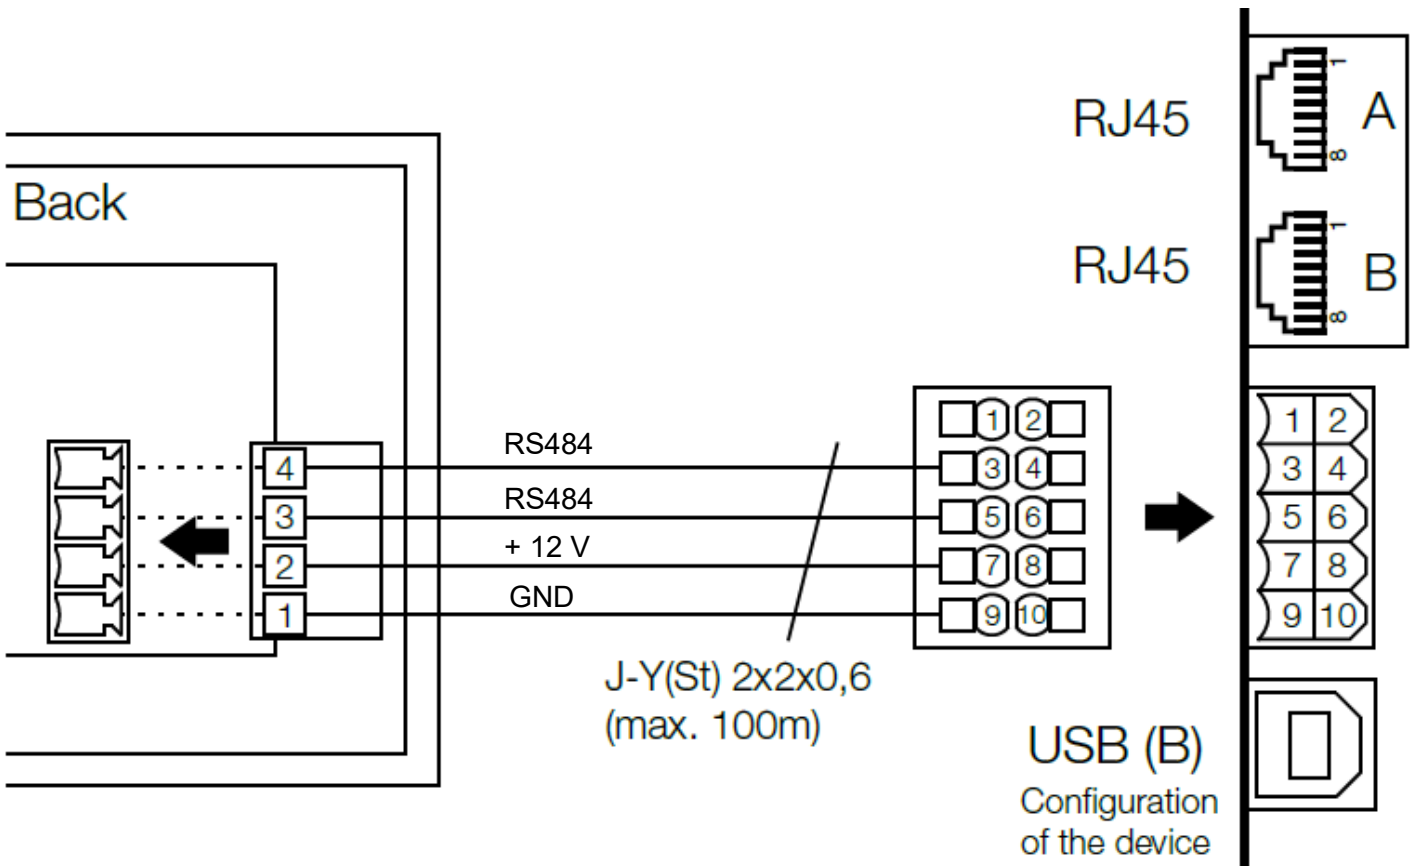 RJ45
1
8
A
Back
RJ45
1
8
B
1 2
3 4
5 6
7 8
9 10
1 2
3 4
5 6
7 8
9 10
4
RS484
3
RS484
2
+ 12 V
1
GND
J-Y(St) 2x2x0,6
(max. 100m)
USB (B)
Configuration
of the device